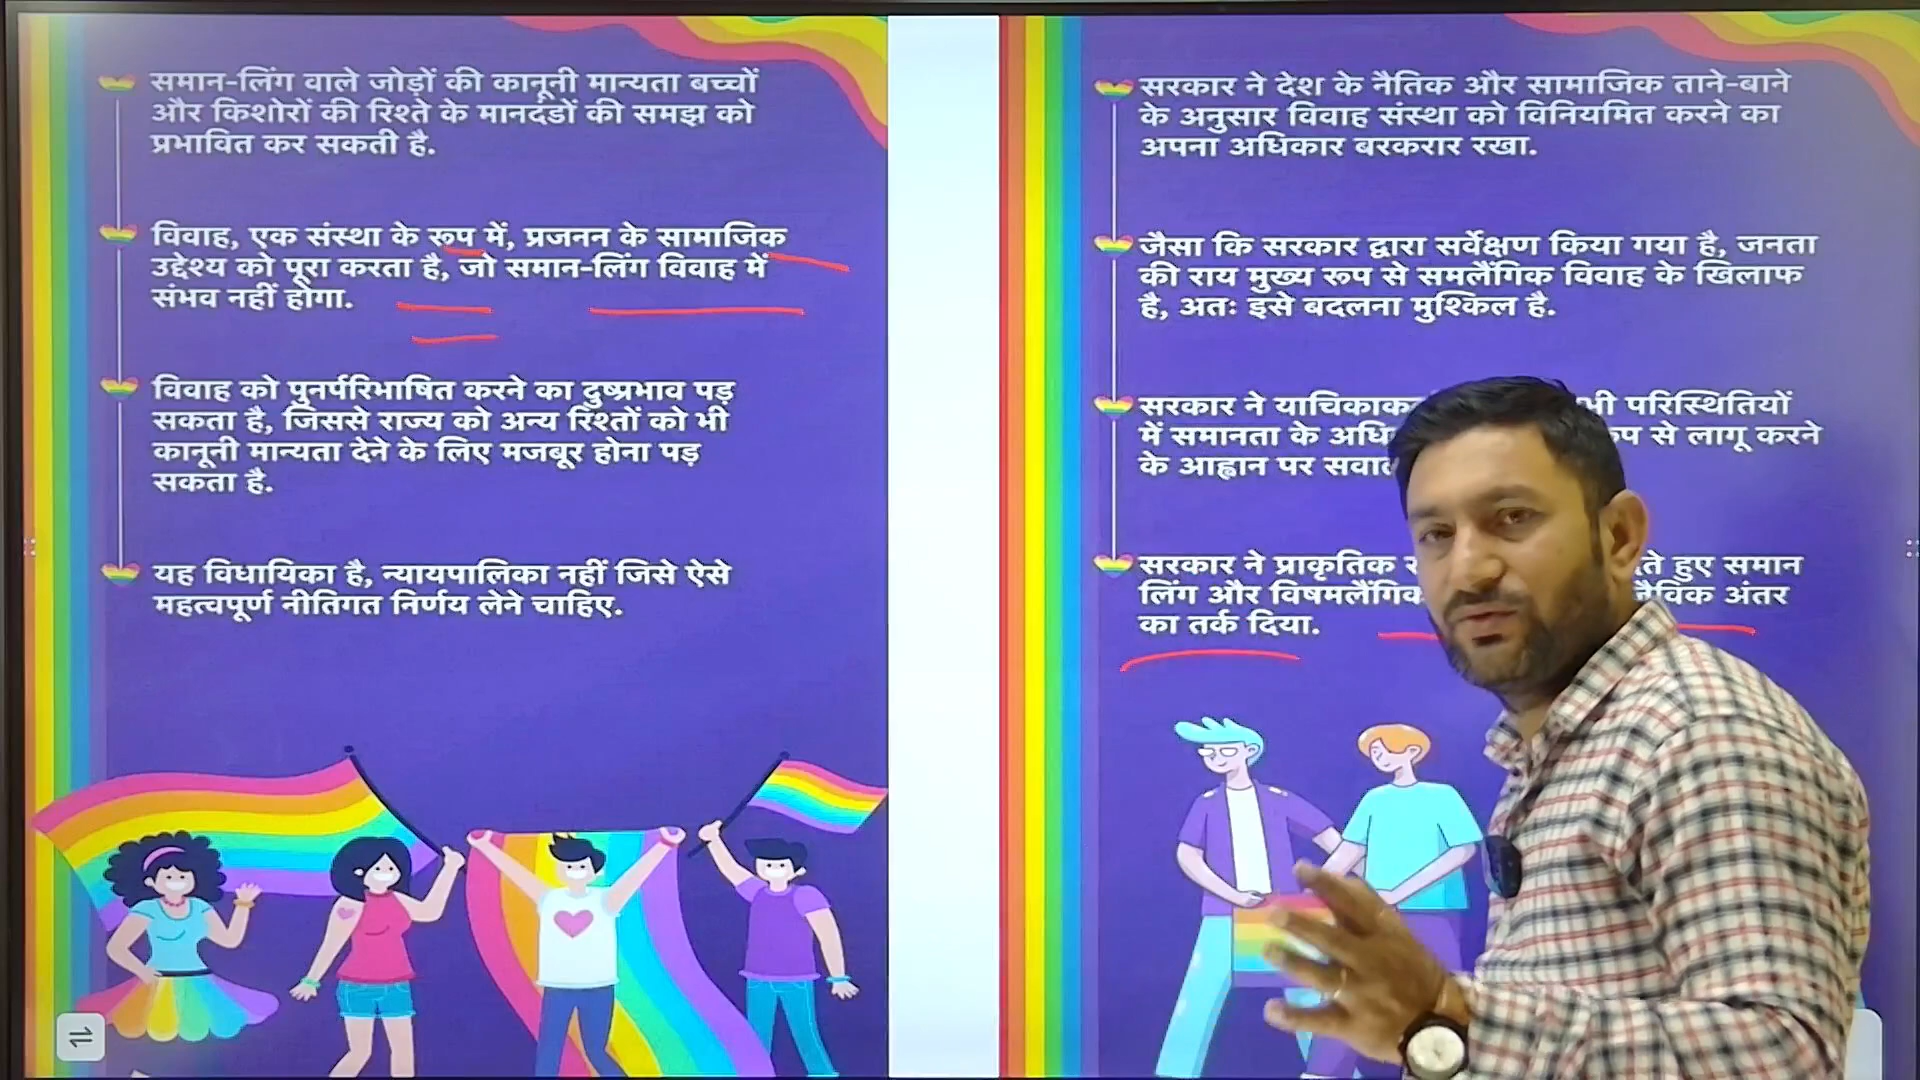 समान-लिंग वाले जोड़ों की कानूनी मान्यता बच्चों
और किशोरों की रिश्ते के मानदंडों की समझ को
प्रभावित कर सकती है.
विवाह, एक संस्था के रूप में, प्रजनन के सामाजिक
उद्देश्य को पूरा करता है, जो समान-लिंग विवाह में
संभव नहीं होगा.
विवाह को पुनर्परिभाषित करने का दुष्प्रभाव पड़
सकता है, जिससे राज्य को अन्य रिश्तों को भी
कानूनी मान्यता देने के लिए मजबूर होना पड़
सकता है.
यह विधायिका है, न्यायपालिका नहीं जिसे ऐसे
महत्वपूर्ण नीतिगत निर्णय लेने चाहिए.
सरकार ने देश के नैतिक और सामाजिक ताने-बाने
के अनुसार विवाह संस्था को विनियमित करने का
अपना अधिकार बरकरार रखा.
जैसा कि सरकार द्वारा सर्वेक्षण किया गया है, जनता
की राय मुख्य रूप से समलैंगिक विवाह के खिलाफ
है, अतः इसे बदलना मुश्किल है.
सरकार ने परिस्थितियों
में समानता के से लागू करने
के आह्वान पर
सरकार ने प्राकृतिक हुए समान
लिंग और अंतर
का तर्क दिया.